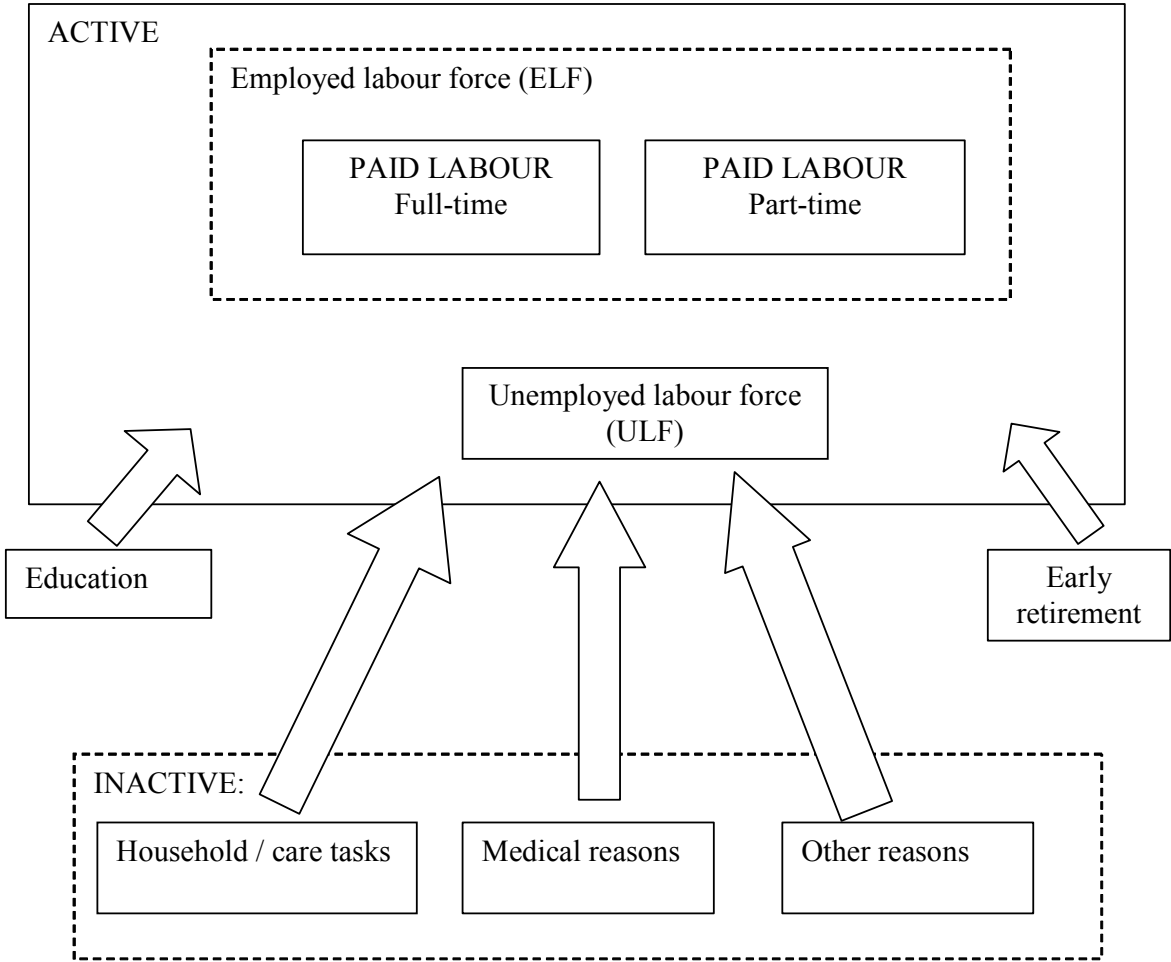 ACTIVE
Employed labour force (ELF)
PAID LABOUR
Full-time
PAID LABOUR
Part-time
Unemployed labour force
(ULF)
Education
Early
retirement
INACTIVE:
Household / care tasks
Medical reasons
Other reasons